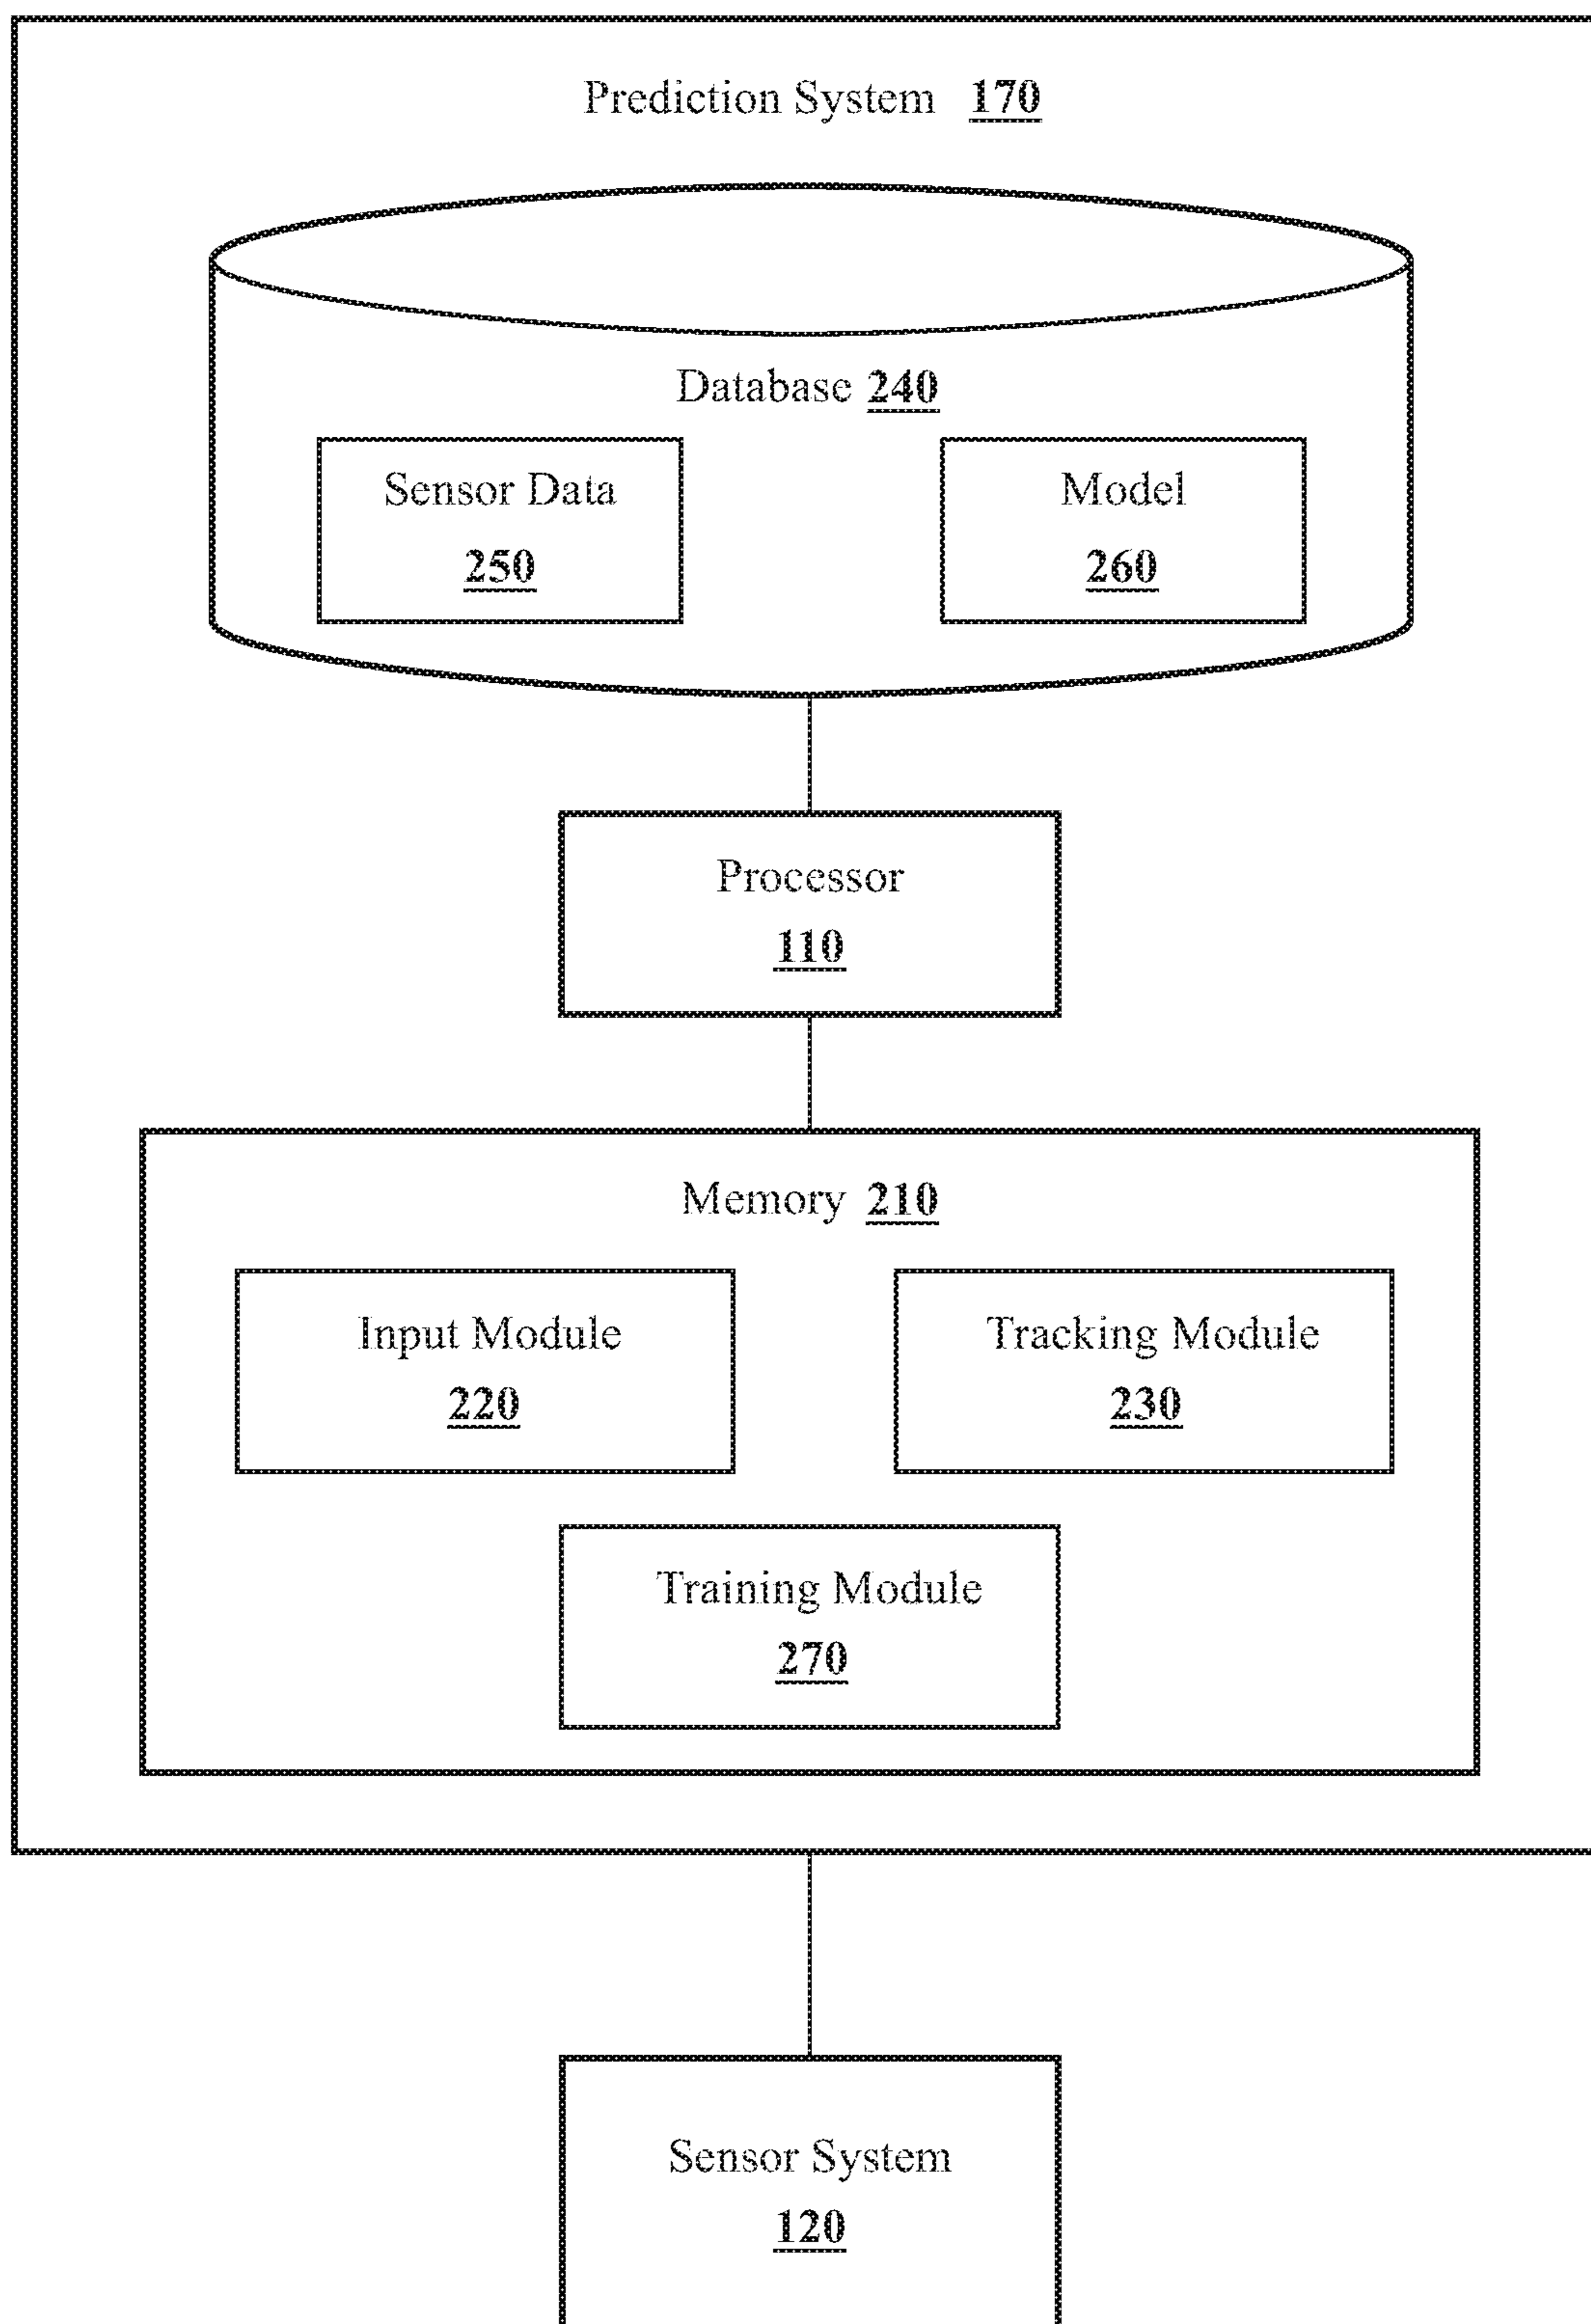 Prediction System 170
Database 240
Sensor Data
250
Model
260
Processor
110
Memory 210
Input Module
220
Tracking Module
230
Training Module
270
Sensor System
120